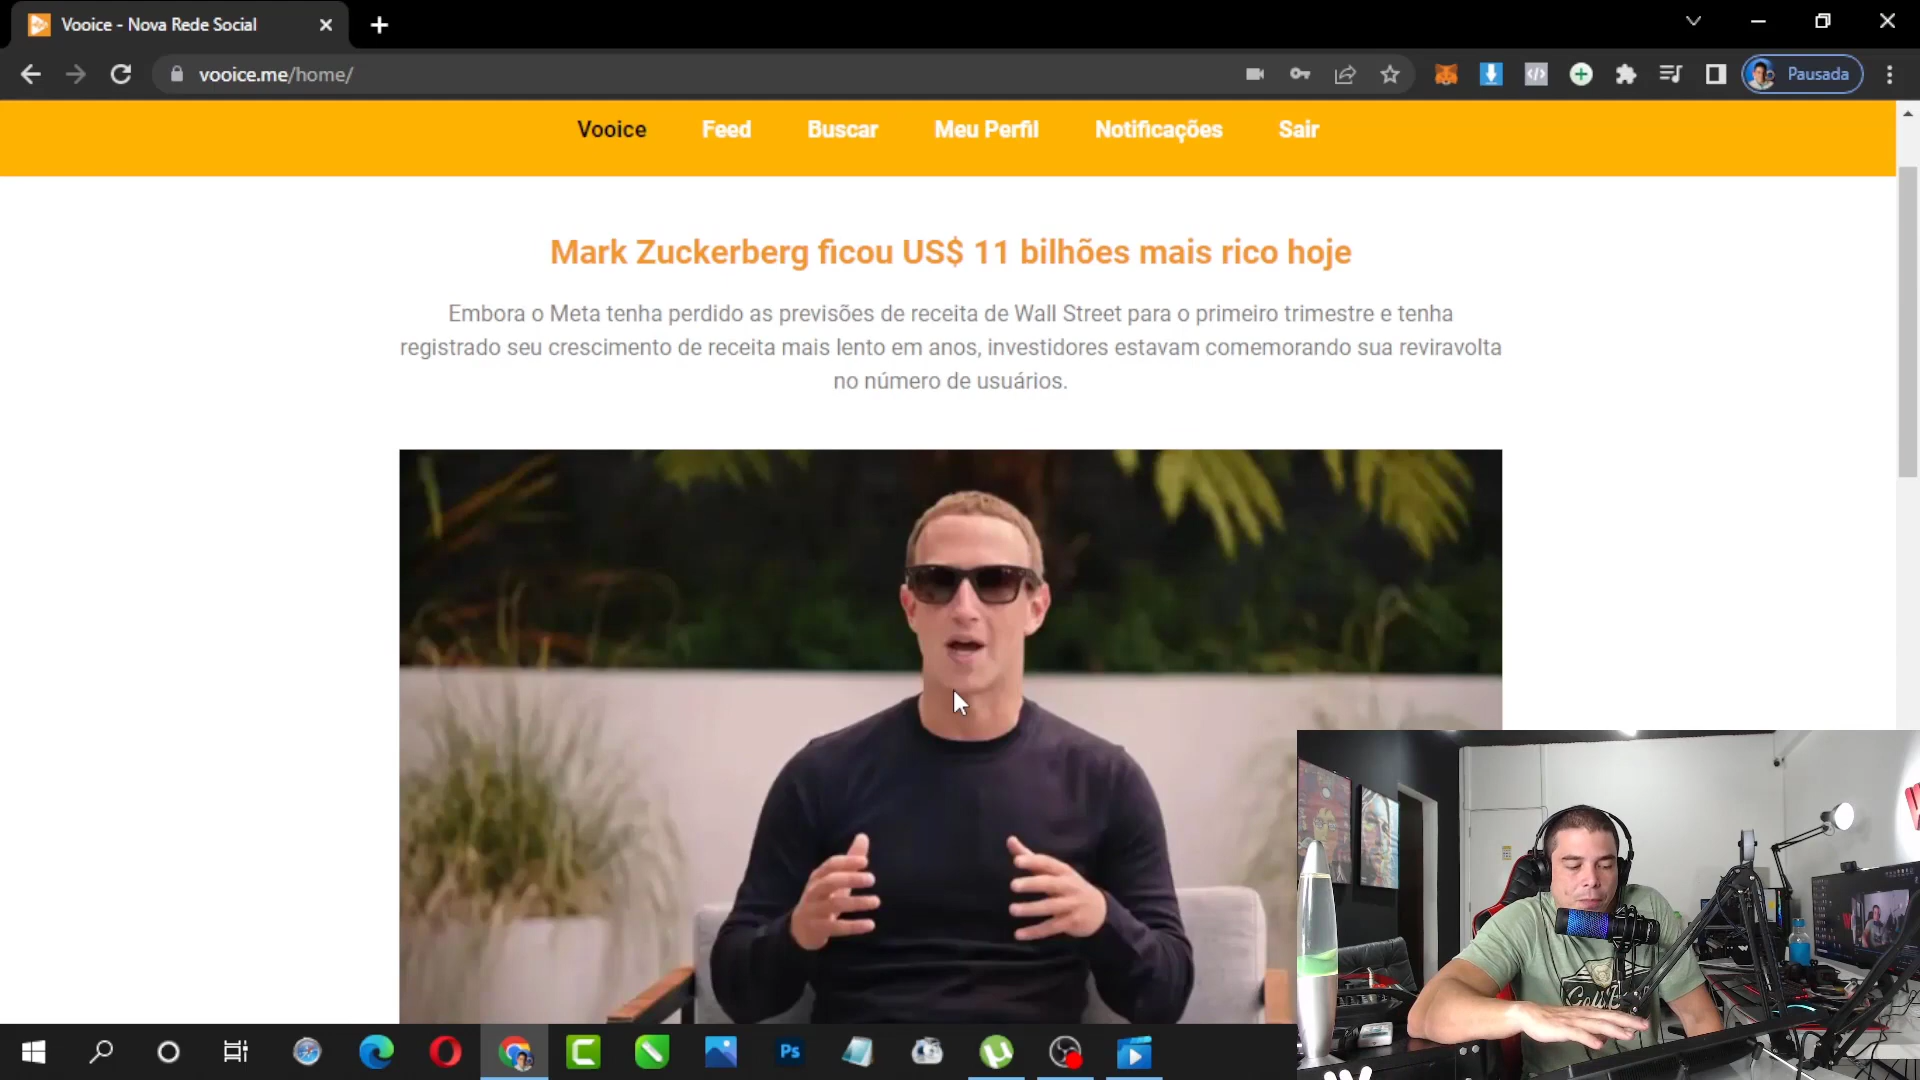 Vooice - Nova Rede Social
vooice.me/home/
Pausada
Vooice Feed Buscar Meu Perfil Notificações Sair
Mark Zuckerberg ficou US$ 11 bilhões mais rico hoje
Embora o Meta tenha perdido as previsões de receita de Wall Street para o primeiro trimestre e tenha
registrado seu crescimento de receita mais lento em anos, investidores estavam comemorando sua reviravolta
no número de usuários.
Ps